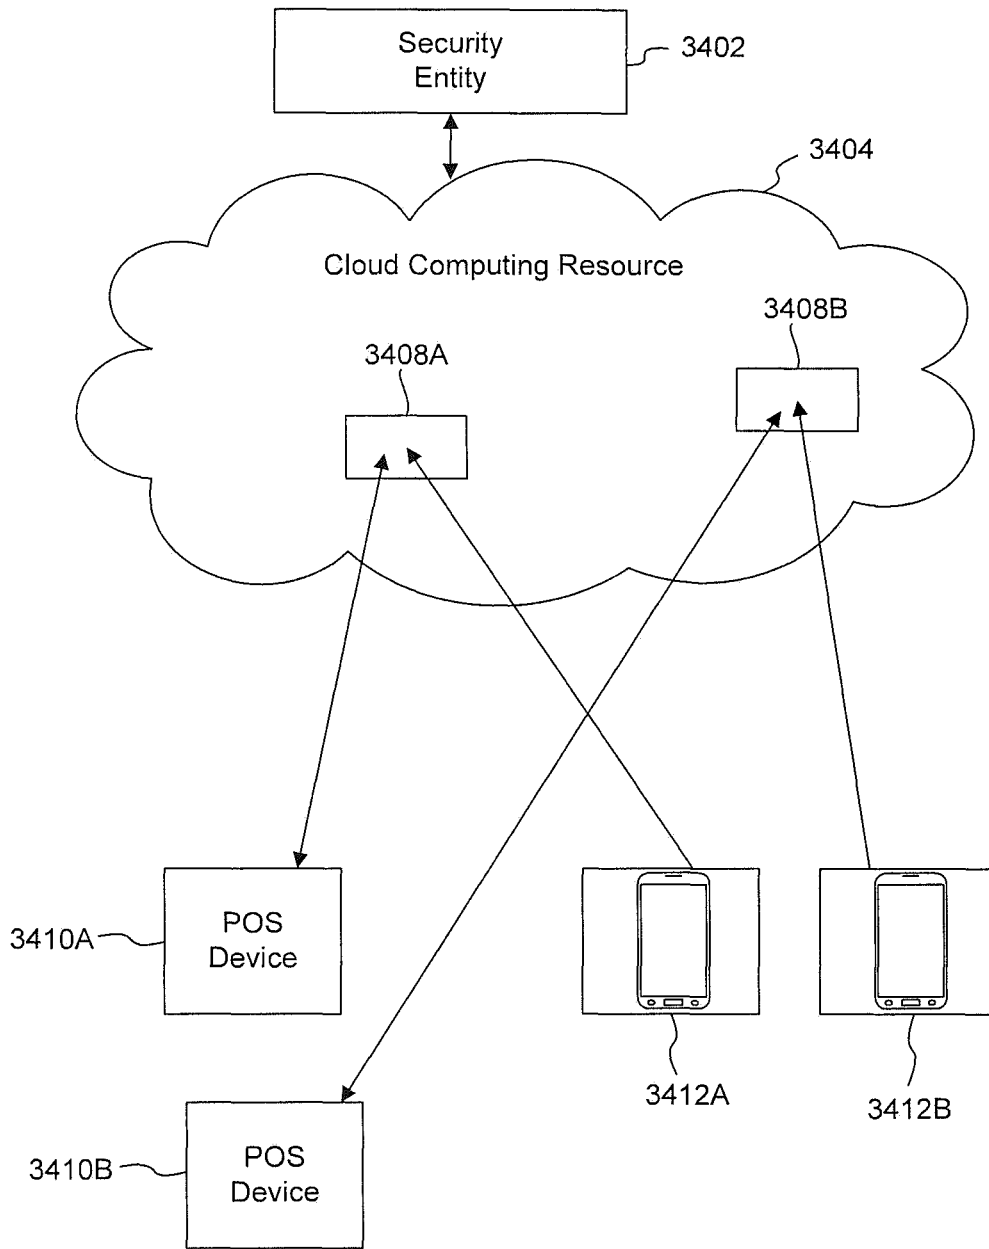 Security
Entity
3402
3404
Cloud Computing Resource
3408B
3408A
POS
Device
3410A
3412A
3412B
POS
Device
3410B